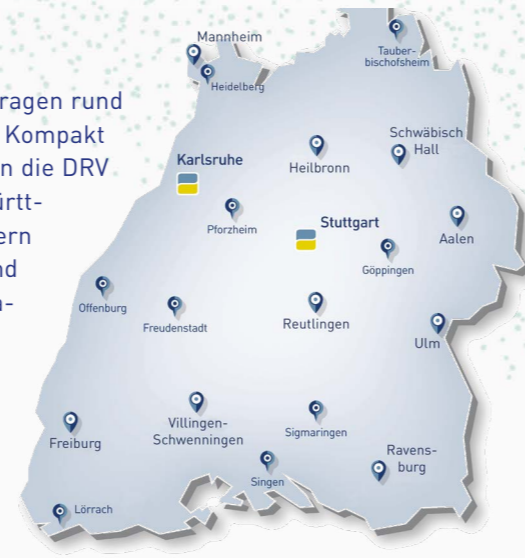 ragen rund
Kompakt
n die DRV
ürtt-
ern
nd
n-
Mannheim
Tauber-
bischofsheim
Heidelberg
Karlsruhe
Heilbronn
Schwäbisch
Hall
Pforzheim
Stuttgart
Aalen
Göppingen
Offenburg
Freudenstadt
Reutlingen
Ulm
Freiburg
Villingen-
Schwenningen
Sigmaringen
Ravens-
burg
Singen
Lörrach